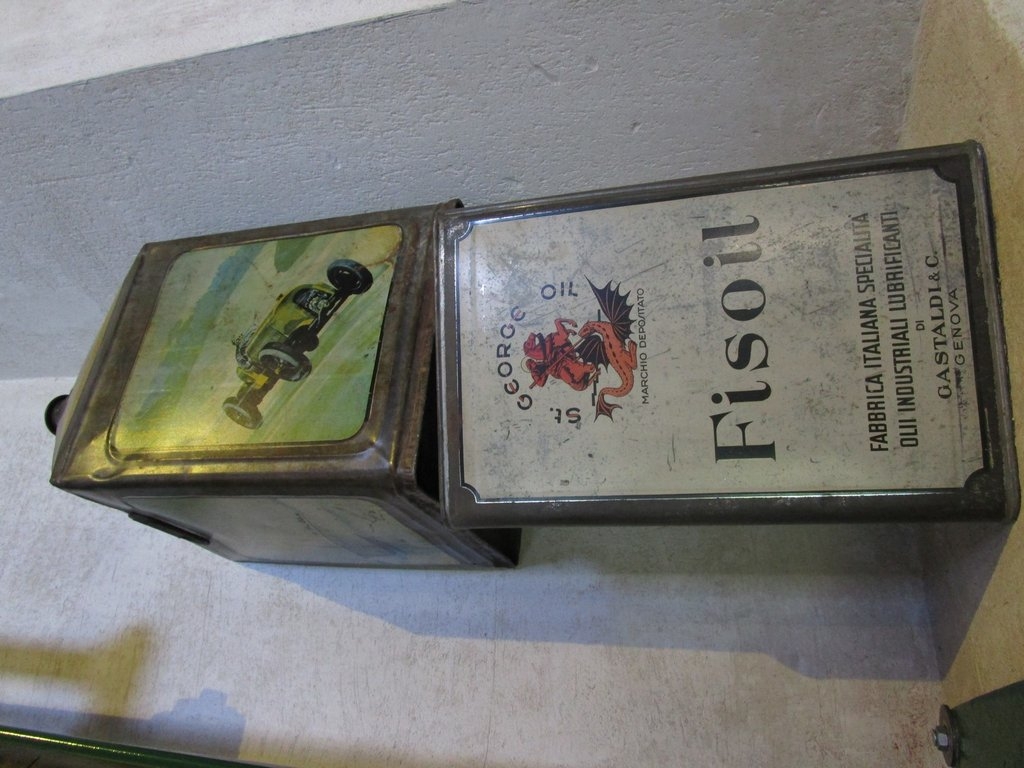 St George Oil
MARCHIO DEPOSITATO
Fisoil
FABBRICA ITALIANA SPECIALITÀ
OLII INDUSTRIALI LUBRIFICANTI
DI
GASTALDI & C.
GENOVA